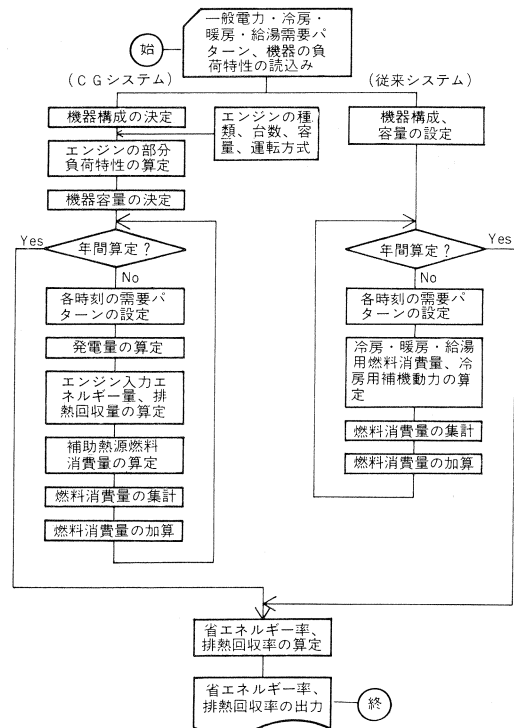 一般電力・冷房・
暖房・給湯需要パ
ターン、機器の負
荷特性の読込み
始
(CGシステム)
機器構成の決定
エンジンの種
類、台数、容
量、運転方式
エンジンの部分
負荷特性の算定
機器容量の決定
Yes
年間算定?
No
各時刻の需要パ
ターンの設定
発電量の算定
エンジン入力エ
ネルギー量、排
熱回収量の算定
補助熱源燃料
消費量の算定
燃料消費量の集計
燃料消費量の加算
(従来システム)
機器構成、
容量の設定
年間算定?
Yes
No
各時刻の需要パ
ターンの設定
冷房・暖房・給湯
用燃料消費量、冷
房用補機動力の算
定
燃料消費量の集計
燃料消費量の加算
省エネルギー率、
排熱回収率の算定
省エネルギー率、
排熱回収率の出力
終